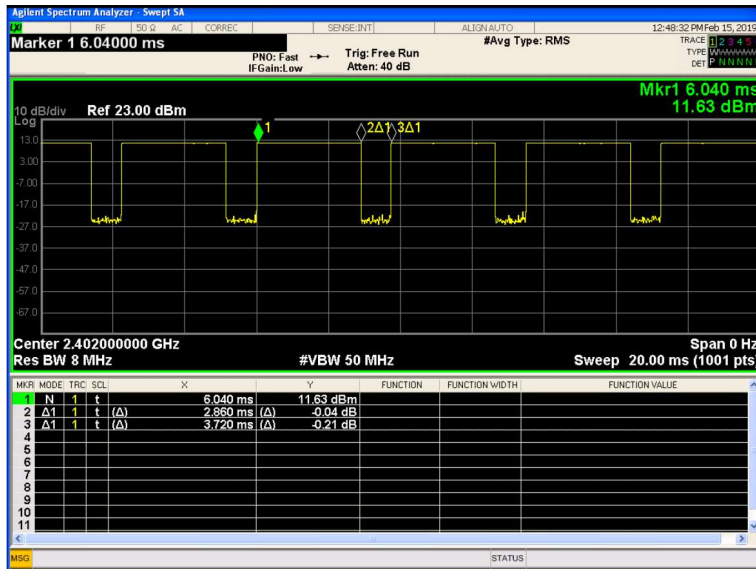 Agilent Spectrum Analyzer - Swept SA
RF 50 Ω AC CORREC SENSE:INT ALIGN AUTO 12:48:32 PM Feb 15, 2019
Marker 1 6.04000 ms
PNO: Fast
IFGain:Low
Trig: Free Run
Atten: 40 dB
#Avg Type: RMS
TRACE 1 2 3 4 5
TYPE
DET P N N N N
Mkr1 6.040 ms
11.63 dBm
10 dB/div Ref 23.00 dBm
Log
1 2Δ1 3Δ1
13.0
3.00
-7.00
-17.0
-27.0
-37.0
-47.0
-57.0
-67.0
Center 2.402000000 GHz Span 0 Hz
Res BW 8 MHz #VBW 50 MHz Sweep 20.00 ms (1001 pts)
MKR MODE TRC SCL X Y FUNCTION FUNCTION WIDTH FUNCTION VALUE
1 N 1 t 6.040 ms 11.63 dBm
2 Δ1 1 t (Δ) 2.860 ms (Δ) -0.04 dB
3 Δ1 1 t (Δ) 3.720 ms (Δ) -0.21 dB
4
5
6
7
8
9
10
11
MSG STATUS